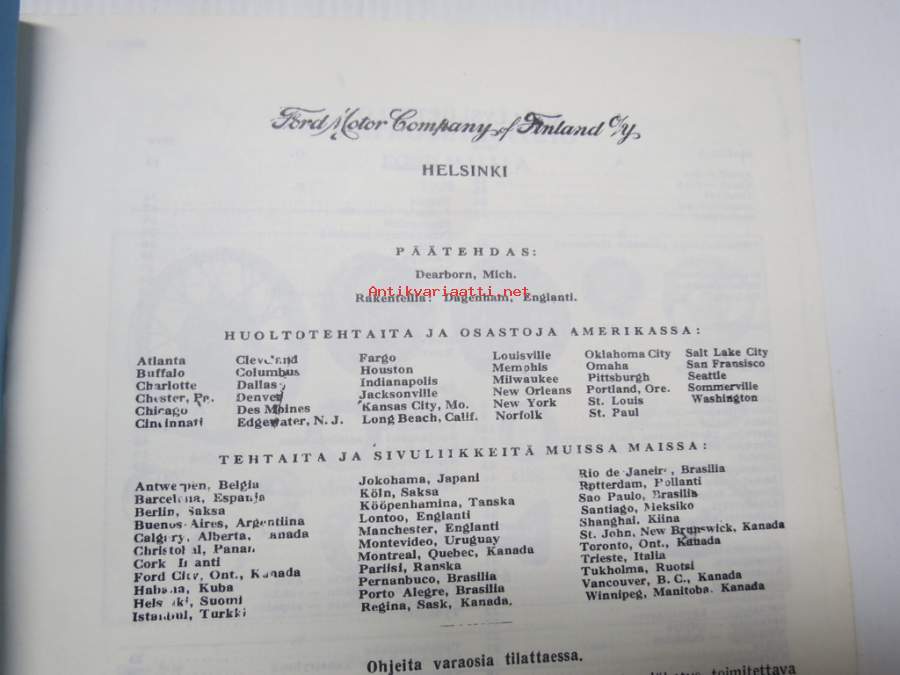 Ford Motor Company of Finland O/Y
HELSINKI
PÄÄTEHDAS:
Dearborn, Mich.
Antikvariaatti.net
Rakenteilla: Dagenham, Englanti.
HUOLTOTEHTAITA JA OSASTOJA AMERIKASSA:
Atlanta
Buffalo
Charlotte
Chester, Pe.
Chicago
Cincinnati
Cleveland
Columbus
Dallas
Denver
Des Moines
Edgewater, N. J.
Fargo
Houston
Indianapolis
Jacksonville
Kansas City, Mo.
Long Beach, Calif.
Louisville
Memphis
Milwaukee
New Orleans
New York
Norfolk
Oklahoma City
Omaha
Pittsburgh
Portland, Ore.
St. Louis
St. Paul
Salt Lake City
San Fransisco
Seattle
Sommerville
Washington
TEHTAITA JA SIVULIIKKEITÄ MUISSA MAISSA:
Antwerpen, Belgia
Barcelona, Espanja
Berlin, Saksa
Buenos Aires, Argentiina
Calgary, Alberta, Kanada
Christobal, Panama
Cork Irlanti
Ford City, Ont., Kanada
Habana, Kuba
Helsinki, Suomi
Istanbul, Turkki
Jokohama, Japani
Köln, Saksa
Kööpenhamina, Tanska
Lontoo, Englanti
Manchester, Englanti
Montevideo, Uruguay
Montreal, Quebec, Kanada
Pariisi, Ranska
Pernanbuco, Brasilia
Porto Alegre, Brasilia
Regina, Sask, Kanada.
Rio de Janeiro, Brasilia
Rotterdam, Hollanti
Sao Paulo, Brasilia
Santiago, Meksiko
Shanghai, Kiina
St. John, New Brunswick, Kanada
Toronto, Ont., Kanada
Trieste, Italia
Tukholma, Ruotsi
Vancouver, B. C., Kanada
Winnipeg, Manitoba. Kanada
Ohjeita varaosia tilattaessa.
toimitettava